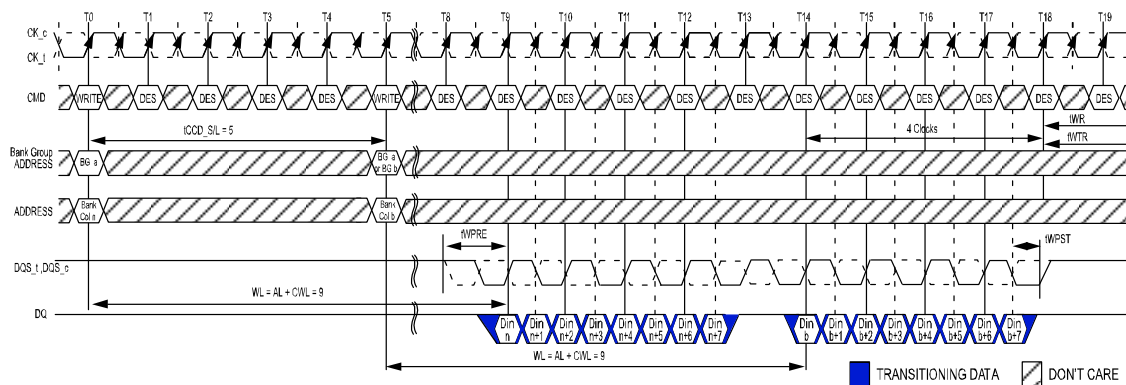 T0 T1 T2 T3 T4 T5 T8 T9 T10 T11 T12 T13 T14 T15 T16 T17 T18 T19
CK_c
CK_t
CMD WRITE DES DES DES DES WRITE DES DES DES DES DES DES DES DES DES DES DES DES
tCCD_S/L = 5
4 Clocks
tWR
tWTR
Bank Group
ADDRESS
BG a
BG a
or BG b
ADDRESS
Bank
Col n
Bank
Col b
tWPRE
tWPST
DQS_t ,DQS_c
WL = AL + CWL = 9
DQ
Din
n
Din
n+1
Din
n+2
Din
n+3
Din
n+4
Din
n+5
Din
n+6
Din
n+7
Din
b
Din
b+1
Din
b+2
Din
b+3
Din
b+4
Din
b+5
Din
b+6
Din
b+7
WL = AL + CWL = 9
TRANSITIONING DATA
DON'T CARE